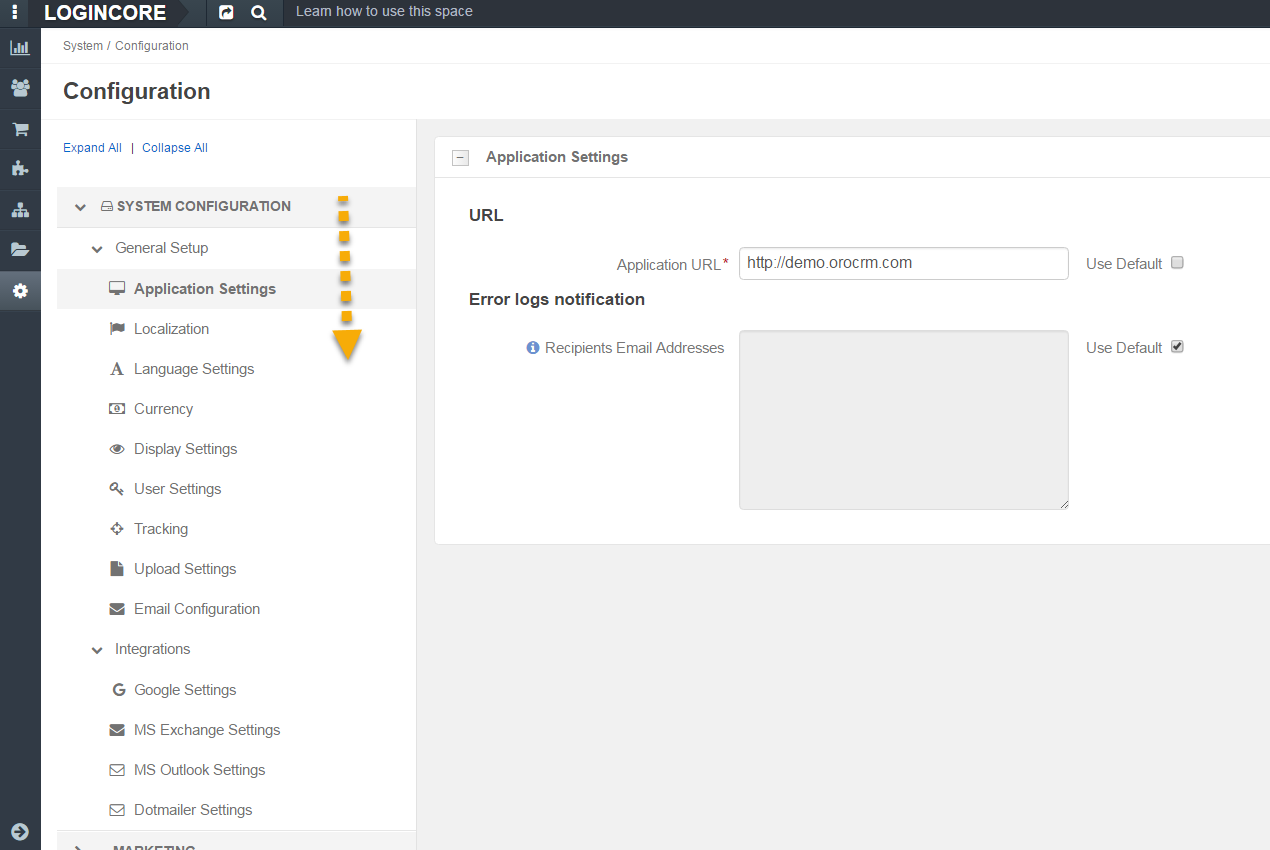 LOGINCORE
Learn how to use this space
System / Configuration
Configuration
Expand All | Collapse All
SYSTEM CONFIGURATION
General Setup
Application Settings
Localization
Language Settings
Currency
Display Settings
User Settings
Tracking
Upload Settings
Email Configuration
Integrations
Google Settings
MS Exchange Settings
MS Outlook Settings
Dotmailer Settings
MARKETING
Application Settings
URL
Application URL* http://demo.orocrm.com Use Default
Error logs notification
Recipients Email Addresses Use Default